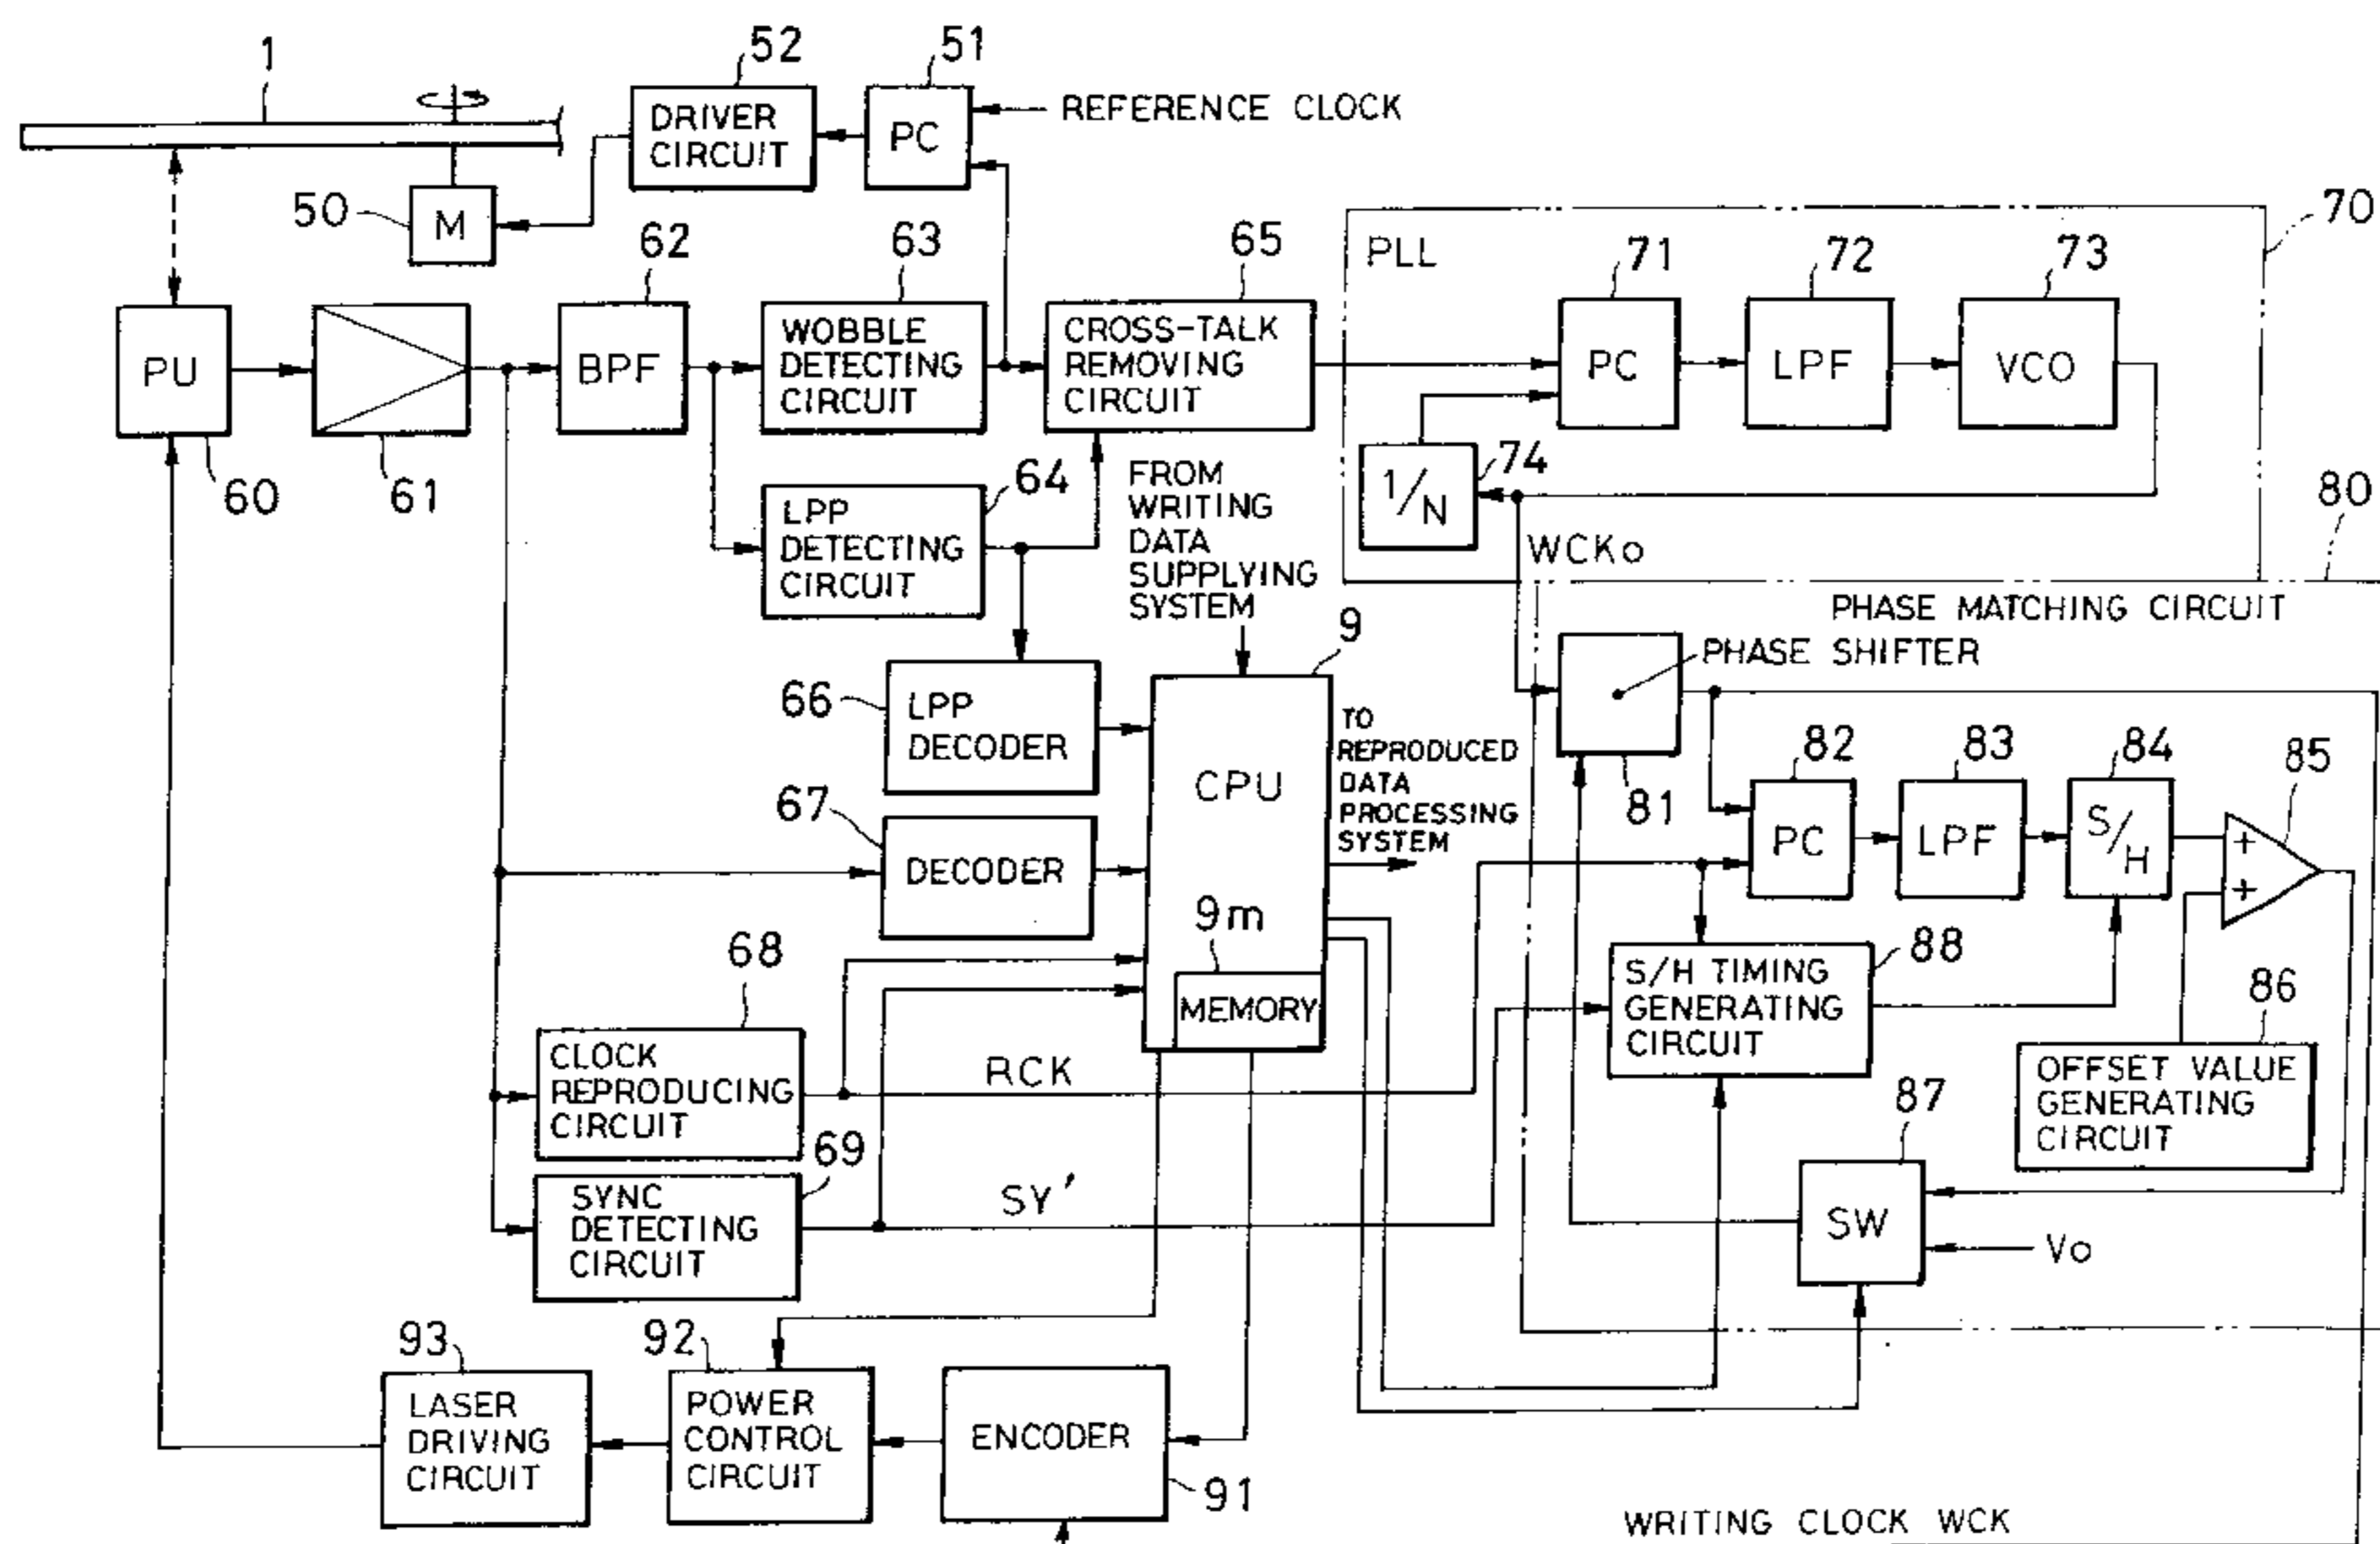 1
52
51
DRIVER
CIRCUIT
PC
REFERENCE CLOCK
50
M
62
63
65
70
PLL
71
72
73
PU
BPF
WOBBLE
DETECTING
CIRCUIT
CROSS-TALK
REMOVING
CIRCUIT
PC
LPF
VCO
60
61
64
LPP
DETECTING
CIRCUIT
FROM
WRITING
DATA
SUPPLYING
SYSTEM
1/N
74
80
WCKo
PHASE MATCHING CIRCUIT
9
PHASE SHIFTER
66
LPP
DECODER
CPU
TO
REPRODUCED
DATA
PROCESSING
SYSTEM
81
82
83
84
85
67
DECODER
PC
LPF
S/H
+
+
9m
MEMORY
68
88
S/H TIMING
GENERATING
CIRCUIT
86
CLOCK
REPRODUCING
CIRCUIT
RCK
OFFSET VALUE
GENERATING
CIRCUIT
87
69
SYNC
DETECTING
CIRCUIT
SY'
SW
Vo
93
92
LASER
DRIVING
CIRCUIT
POWER
CONTROL
CIRCUIT
ENCODER
91
WRITING CLOCK WCK